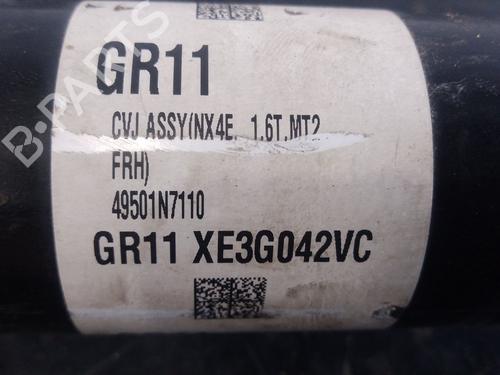 GR11
CVJ ASSY(NX4E, 1.6T,MT2
FRH)
49501N7110
GR11 XE3G042VC
B-PARTS